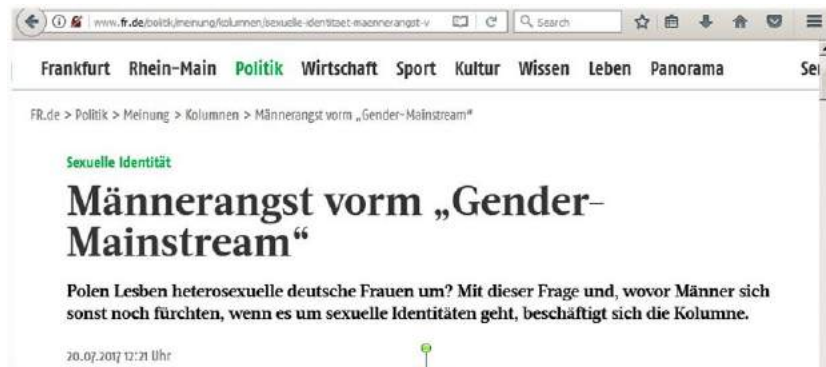 www.fr.de/politik/meinung/kolumnen/sexuelle-identitaet-maennerangst-v
Search
Frankfurt Rhein-Main Politik Wirtschaft Sport Kultur Wissen Leben Panorama Ser
FR.de > Politik > Meinung > Kolumnen > Männerangst vorm „Gender-Mainstream“
Sexuelle Identität
Männerangst vorm „Gender-
Mainstream“
Polen Lesben heterosexuelle deutsche Frauen um? Mit dieser Frage und, wovor Männer sich
sonst noch fürchten, wenn es um sexuelle Identitäten geht, beschäftigt sich die Kolumne.
20.07.2017 12:21 Uhr